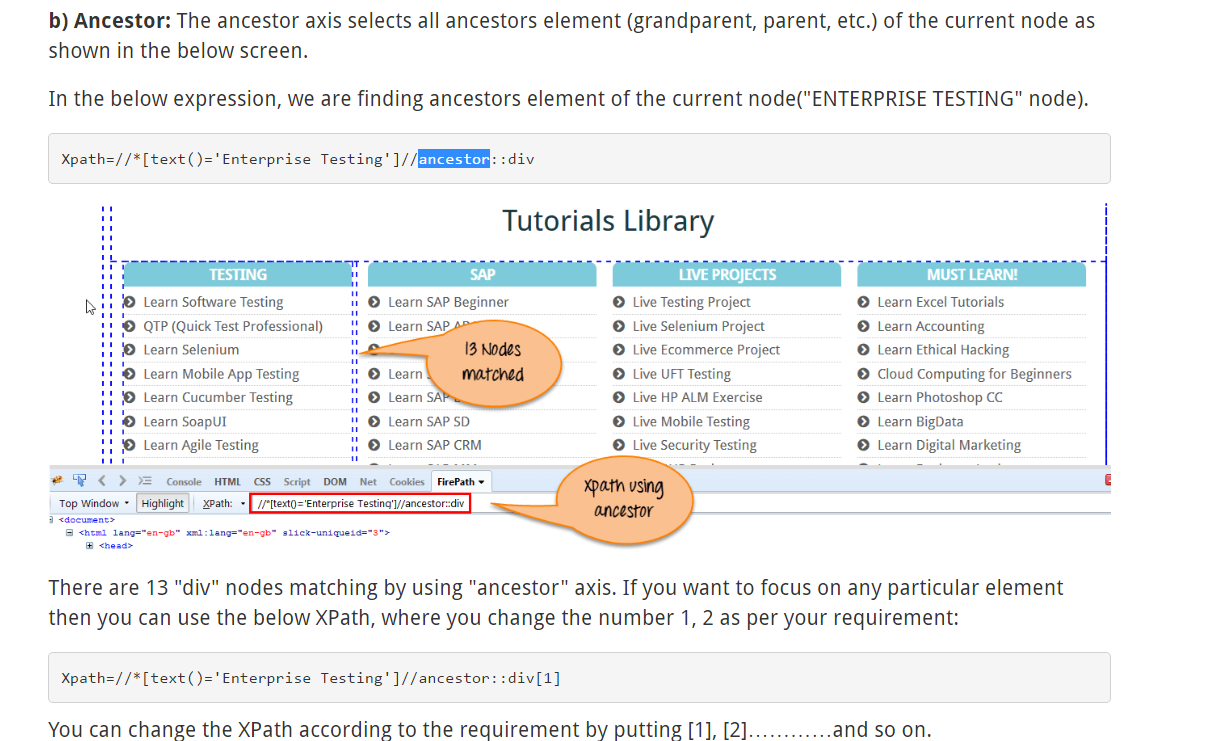 b) Ancestor: The ancestor axis selects all ancestors element (grandparent, parent, etc.) of the current node as
shown in the below screen.
In the below expression, we are finding ancestors element of the current node("ENTERPRISE TESTING" node).
Xpath=//*[text()='Enterprise Testing']//ancestor::div
Tutorials Library
TESTING
Learn Software Testing
QTP (Quick Test Professional)
Learn Selenium
Learn Mobile App Testing
Learn Cucumber Testing
Learn SoapUI
Learn Agile Testing
SAP
Learn SAP Beginner
Learn SAP
Learn
Learn SAP
Learn SAP SD
Learn SAP CRM
13 Nodes
matched
LIVE PROJECTS
Live Testing Project
Live Selenium Project
Live Ecommerce Project
Live UFT Testing
Live HP ALM Exercise
Live Mobile Testing
Live Security Testing
MUST LEARN!
Learn Excel Tutorials
Learn Accounting
Learn Ethical Hacking
Cloud Computing for Beginners
Learn Photoshop CC
Learn BigData
Learn Digital Marketing
Console HTML CSS Script DOM Net Cookies FirePath
Top Window Highlight XPath: //*[text()='Enterprise Testing']//ancestor::div
Xpath using
ancestor
<document>
<html lang="en-gb" xml:lang="en-gb" slick-uniqueid="3">
<head>
There are 13 "div" nodes matching by using "ancestor" axis. If you want to focus on any particular element
then you can use the below XPath, where you change the number 1, 2 as per your requirement:
Xpath=//*[text()='Enterprise Testing']//ancestor::div[1]
You can change the XPath according to the requirement by putting [1], [2]............and so on.